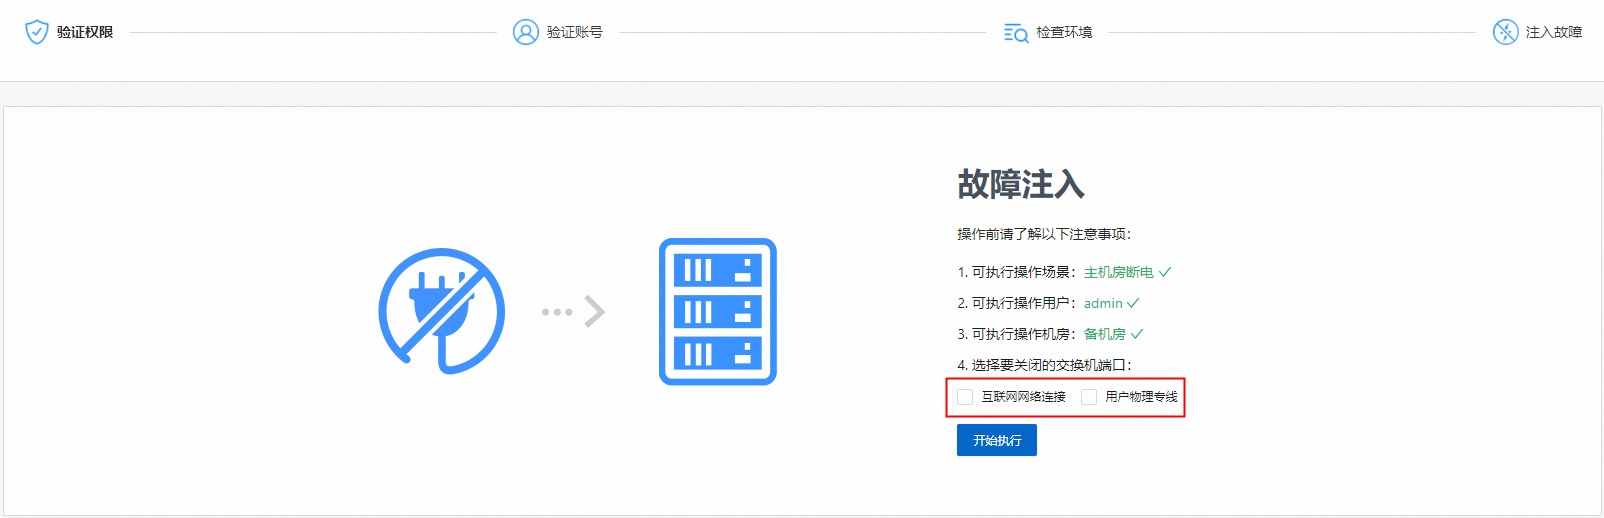 验证权限 验证账号 检查环境 注入故障
故障注入
操作前请了解以下注意事项：
1. 可执行操作场景：主机房断电
2. 可执行操作用户：admin
3. 可执行操作机房：备机房
4. 选择要关闭的交换机端口：
互联网网络连接 用户物理专线
开始执行